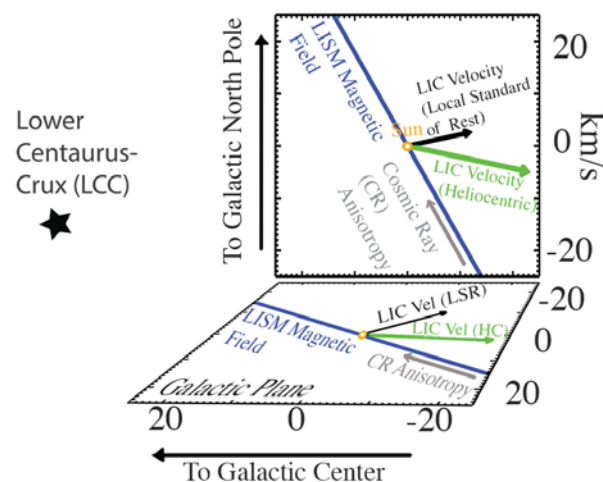 Lower
Centaurus-
Crux (LCC)
To Galactic North Pole
LISM Magnetic
Field
LIC Velocity
(Local Standard
of Rest)
Sun
LIC Velocity
(Heliocentric)
Cosmic Ray
(CR)
Anisotropy
20
0
-20
km/s
LIC Vel (LSR)
LIC Vel (HC)
LISM Magnetic
Field
CR Anisotropy
Galactic Plane
-20
0
20
20
0
-20
To Galactic Center